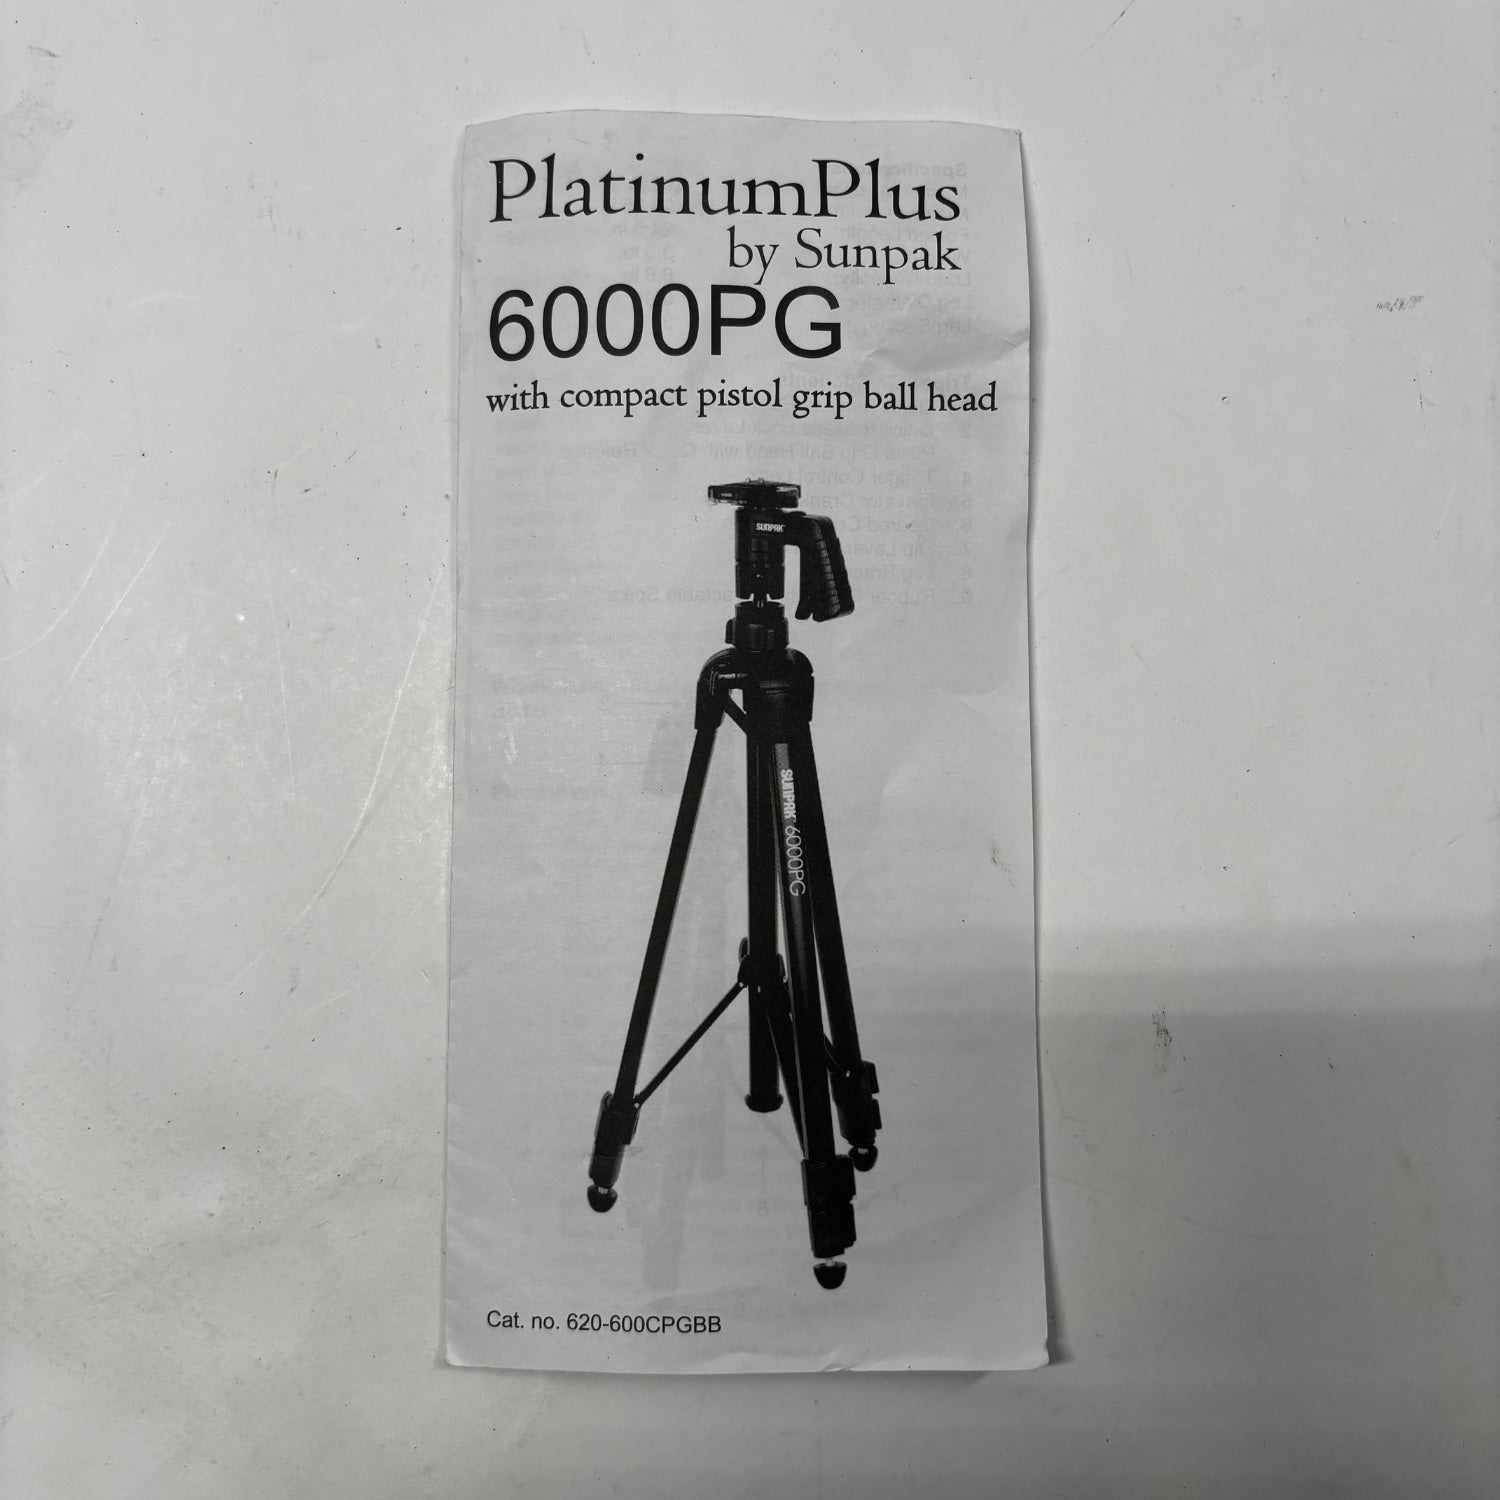 PlatinumPlus
by Sunpak
6000PG
with compact pistol grip ball head
SUNPAK
SUNPAK 6000PG
Cat. no. 620-600CPGBB